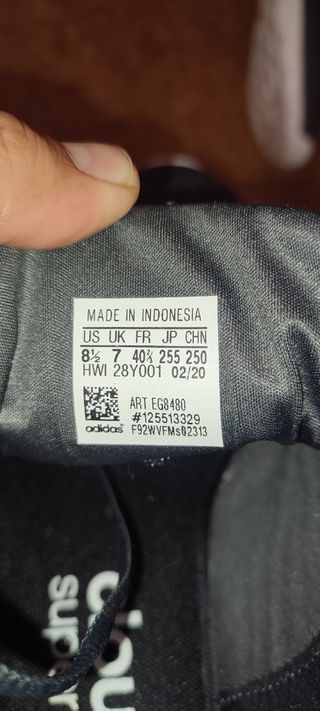 MADE IN INDONESIA
US UK FR JP CHN
8½ 7 40⅔ 255 250
HWI 28Y001 02/20
ART EG8480
#125513329
adidas F92WVFMs02313
super